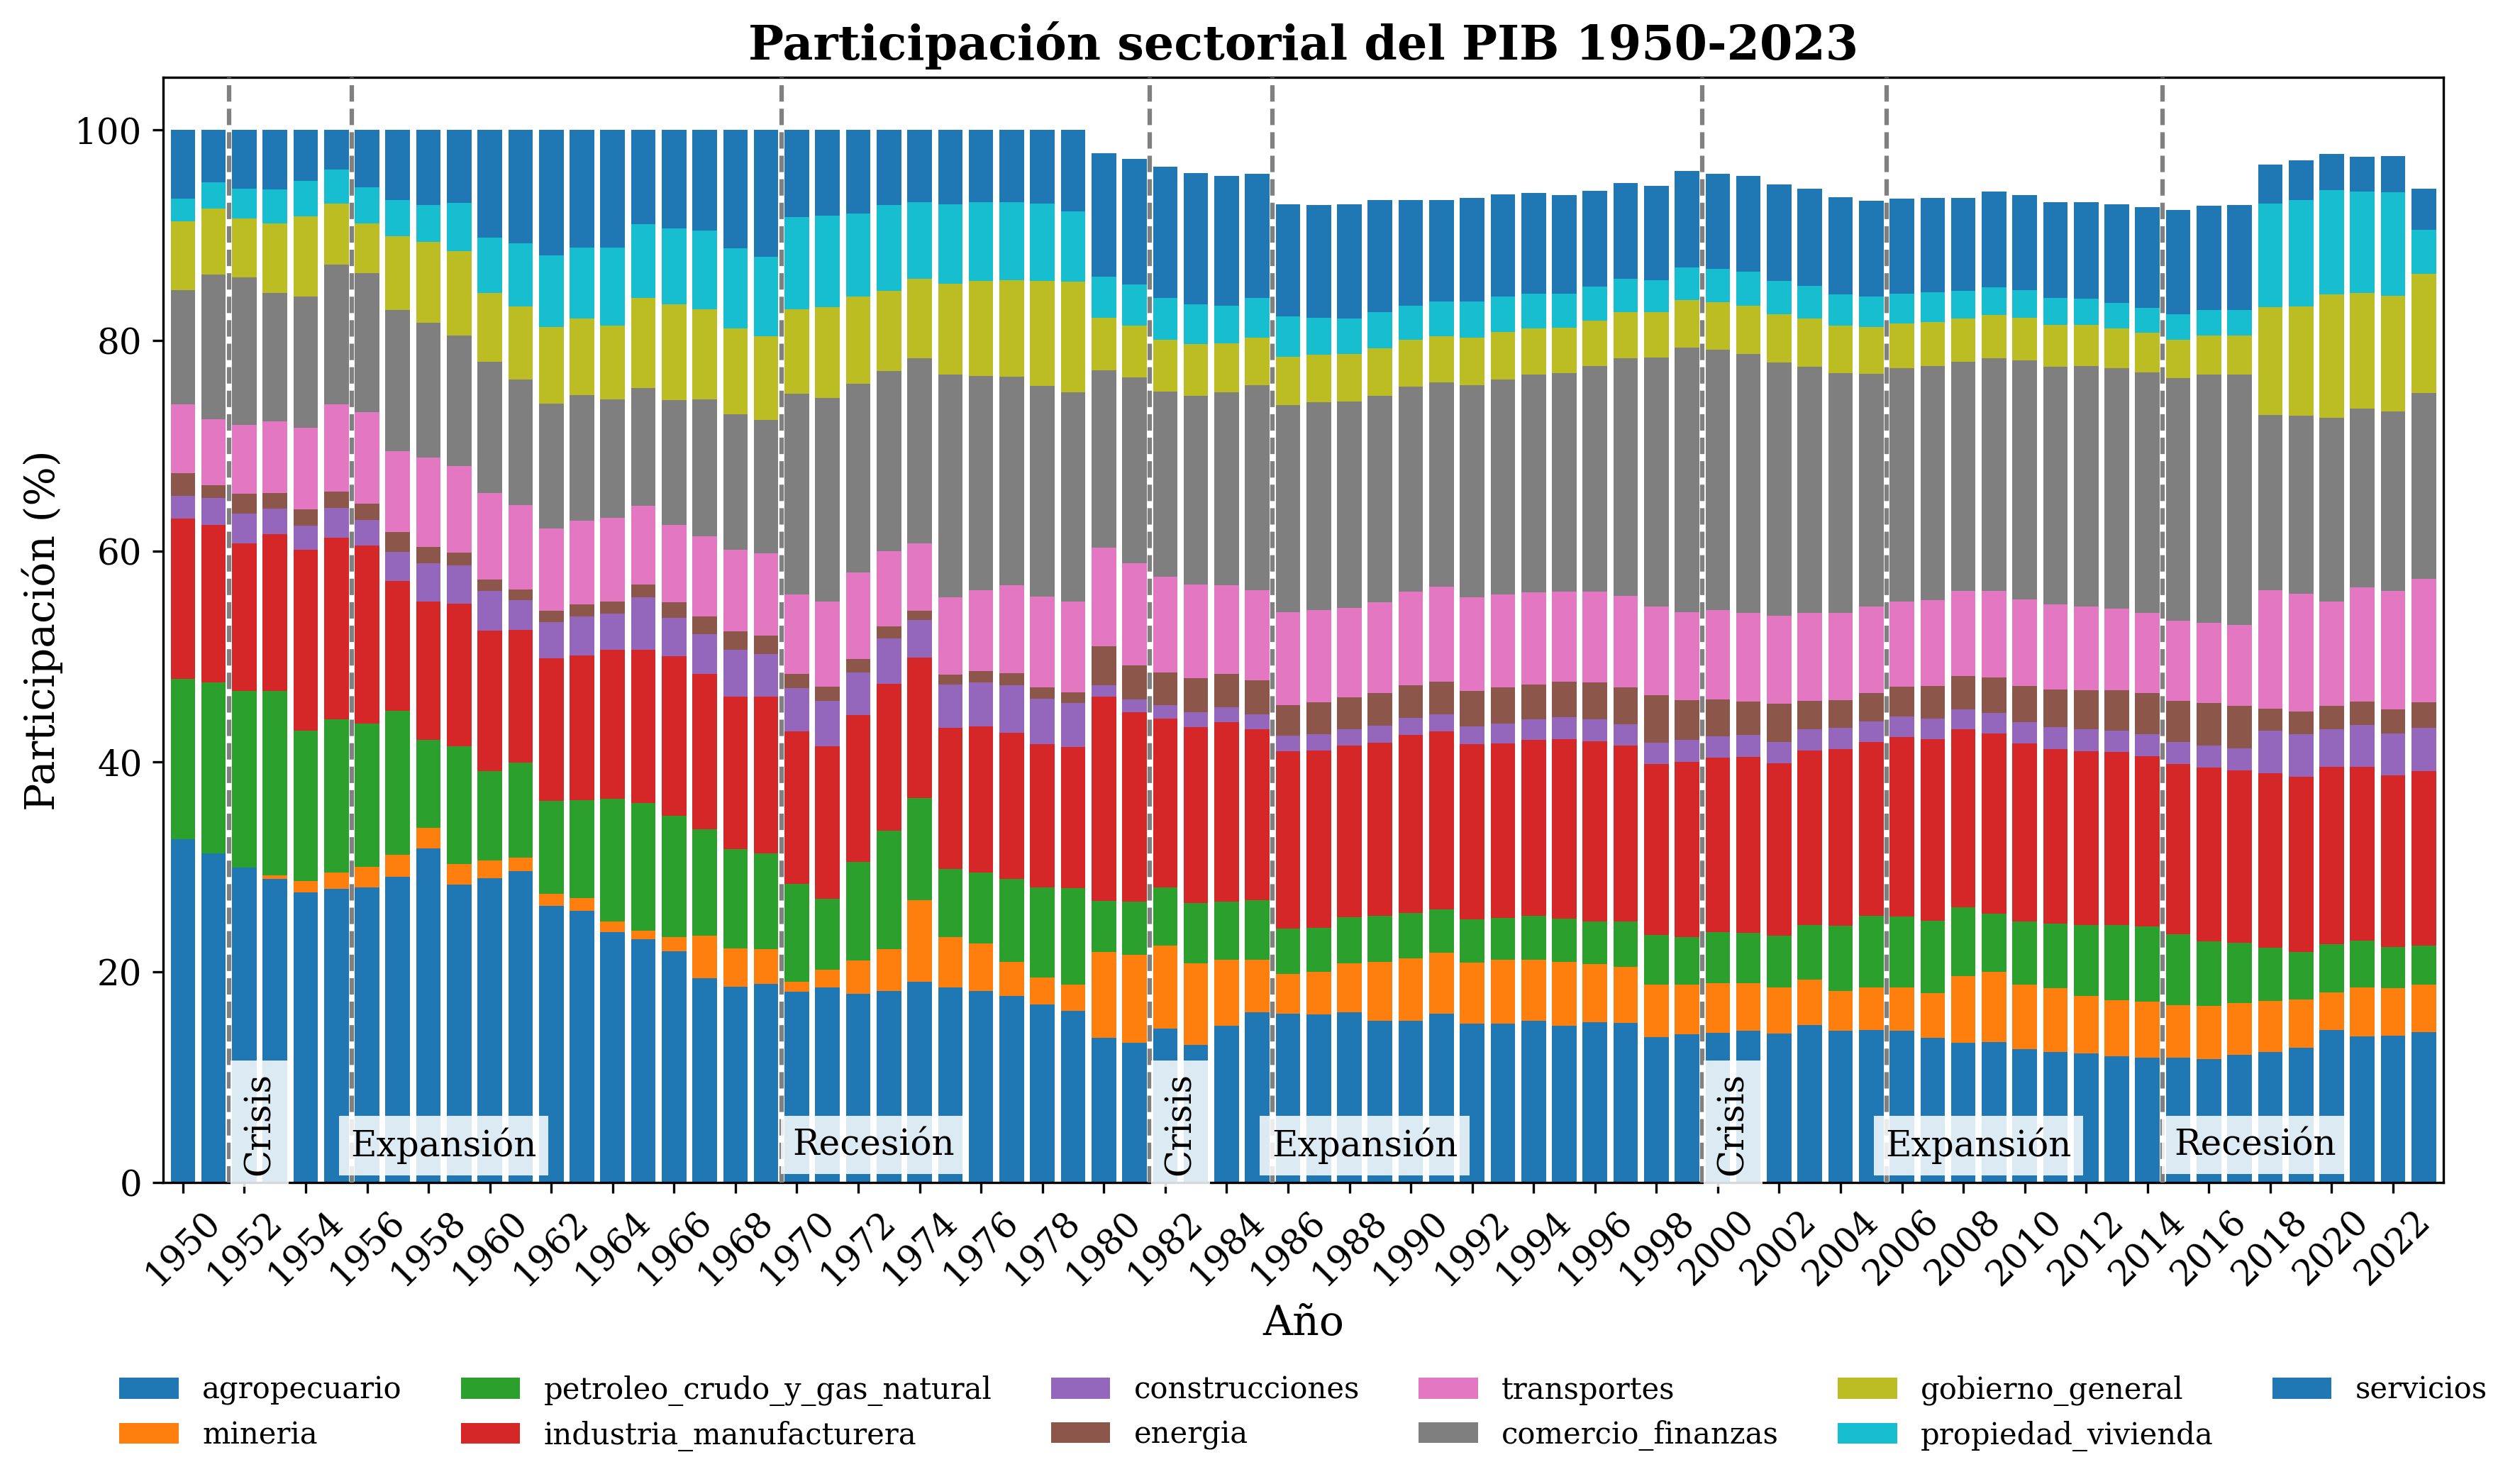 Participación sectorial del PIB 1950-2023
Participación (%)
100
80
60
40
20
0
Crisis
Expansión
Recesión
Crisis
Expansión
Crisis
Expansión
Recesión
1950 1952 1954 1956 1958 1960 1962 1964 1966 1968 1970 1972 1974 1976 1978 1980 1982 1984 1986 1988 1990 1992 1994 1996 1998 2000 2002 2004 2006 2008 2010 2012 2014 2016 2018 2020 2022
Año
agropecuario petroleo_crudo_y_gas_natural construcciones transportes gobierno_general servicios
mineria industria_manufacturera energia comercio_finanzas propiedad_vivienda